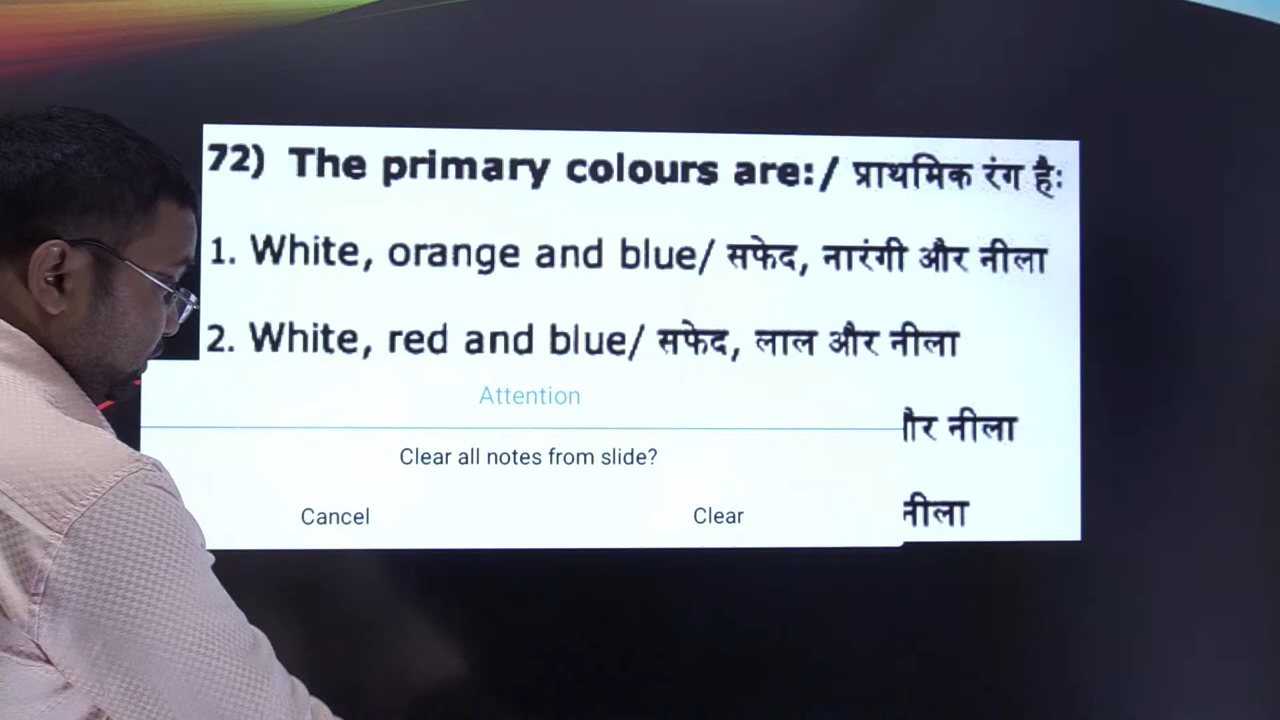 72) The primary colours are:/ प्राथमिक रंग है:
1. White, orange and blue/ सफेद, नारंगी और नीला
2. White, red and blue/ सफेद, लाल और नीला
Attention
नीला
Clear all notes from slide?
Cancel Clear
नीला